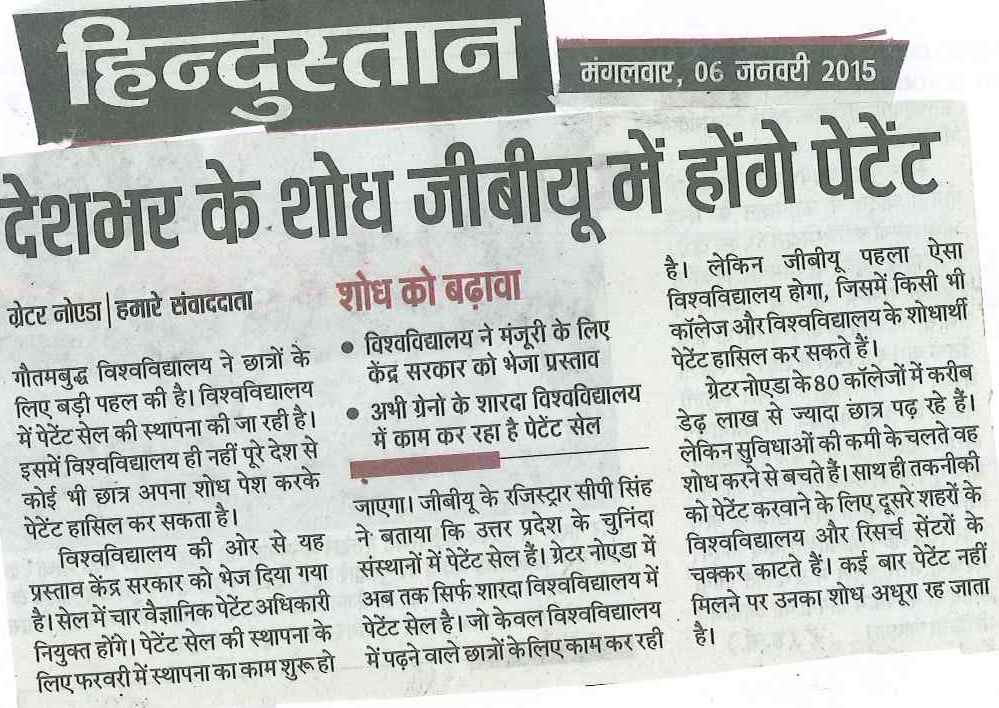 हिन्दुस्तान
मंगलवार, 06 जनवरी 2015
देशभर के शोध जीबीयू में होंगे पेटेंट
ग्रेटर नोएडा | हमारे संवाददाता
गौतमबुद्ध विश्वविद्यालय ने छात्रों के
लिए बड़ी पहल की है। विश्वविद्यालय
में पेटेंट सेल की स्थापना की जा रही है।
इसमें विश्वविद्यालय ही नहीं पूरे देश से
कोई भी छात्र अपना शोध पेश करके
पेटेंट हासिल कर सकता है।
विश्वविद्यालय की ओर से यह
प्रस्ताव केंद्र सरकार को भेज दिया गया
है। सेल में चार वैज्ञानिक पेटेंट अधिकारी
नियुक्त होंगे। पेटेंट सेल की स्थापना के
लिए फरवरी में स्थापना का काम शुरू हो
शोध को बढ़ावा
• विश्वविद्यालय ने मंजूरी के लिए
केंद्र सरकार को भेजा प्रस्ताव
• अभी ग्रेनो के शारदा विश्वविद्यालय
में काम कर रहा है पेटेंट सेल
जाएगा। जीबीयू के रजिस्ट्रार सीपी सिंह
ने बताया कि उत्तर प्रदेश के चुनिंदा
संस्थानों में पेटेंट सेल है। ग्रेटर नोएडा में
अब तक सिर्फ शारदा विश्वविद्यालय में
पेटेंट सेल है। जो केवल विश्वविद्यालय
में पढ़ने वाले छात्रों के लिए काम कर रही
है। लेकिन जीबीयू पहला ऐसा
विश्वविद्यालय होगा, जिसमें किसी भी
कॉलेज और विश्वविद्यालय के शोधार्थी
पेटेंट हासिल कर सकते हैं।
ग्रेटर नोएडा के 80 कॉलेजों में करीब
डेढ़ लाख से ज्यादा छात्र पढ़ रहे हैं।
लेकिन सुविधाओं की कमी के चलते वह
शोध करने से बचते हैं। साथ ही तकनीकी
को पेटेंट करवाने के लिए दूसरे शहरों के
विश्वविद्यालय और रिसर्च सेंटरों के
चक्कर काटते हैं। कई बार पेटेंट नहीं
मिलने पर उनका शोध अधूरा रह जाता
है।